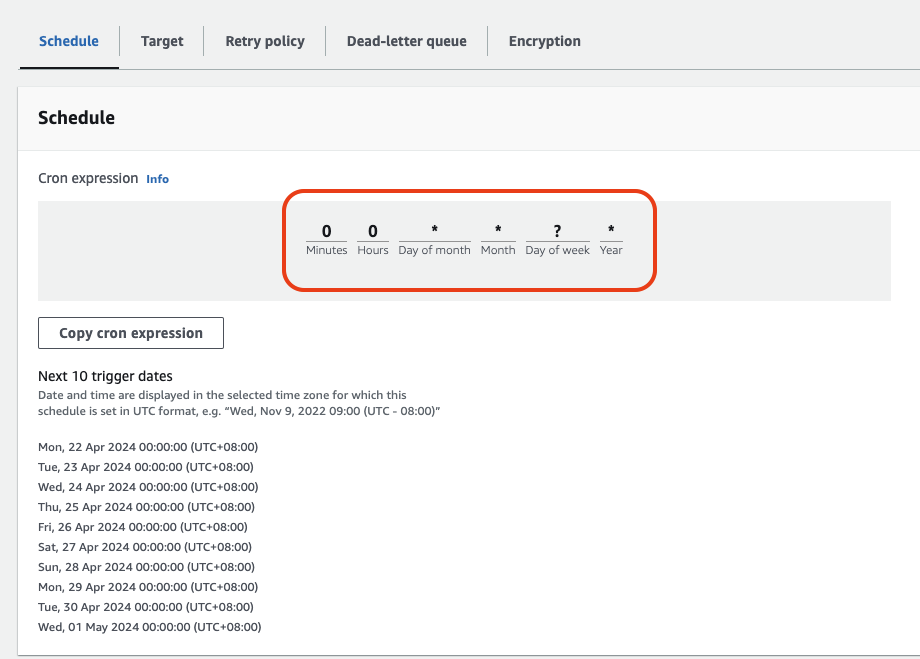 Schedule Target Retry policy Dead-letter queue Encryption
Schedule
Cron expression Info
0 0 * * ? *
Minutes Hours Day of month Month Day of week Year
Copy cron expression
Next 10 trigger dates
Date and time are displayed in the selected time zone for which this
schedule is set in UTC format, e.g. “Wed, Nov 9, 2022 09:00 (UTC - 08:00)”
Mon, 22 Apr 2024 00:00:00 (UTC+08:00)
Tue, 23 Apr 2024 00:00:00 (UTC+08:00)
Wed, 24 Apr 2024 00:00:00 (UTC+08:00)
Thu, 25 Apr 2024 00:00:00 (UTC+08:00)
Fri, 26 Apr 2024 00:00:00 (UTC+08:00)
Sat, 27 Apr 2024 00:00:00 (UTC+08:00)
Sun, 28 Apr 2024 00:00:00 (UTC+08:00)
Mon, 29 Apr 2024 00:00:00 (UTC+08:00)
Tue, 30 Apr 2024 00:00:00 (UTC+08:00)
Wed, 01 May 2024 00:00:00 (UTC+08:00)